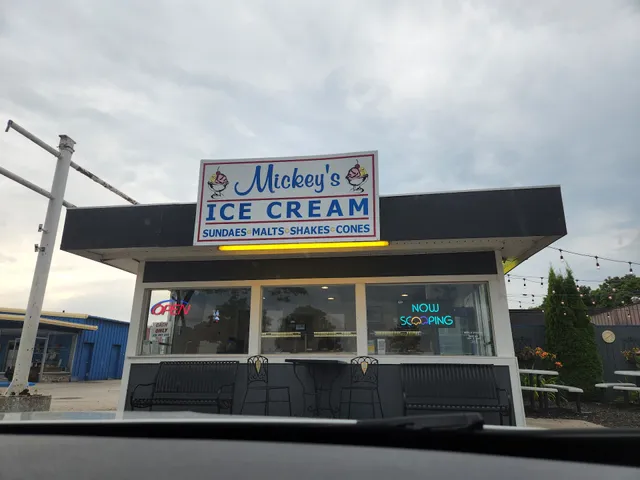 Mickey's
ICE CREAM
SUNDAES MALTS SHAKES CONES
OPEN
NOW
SCOOPING